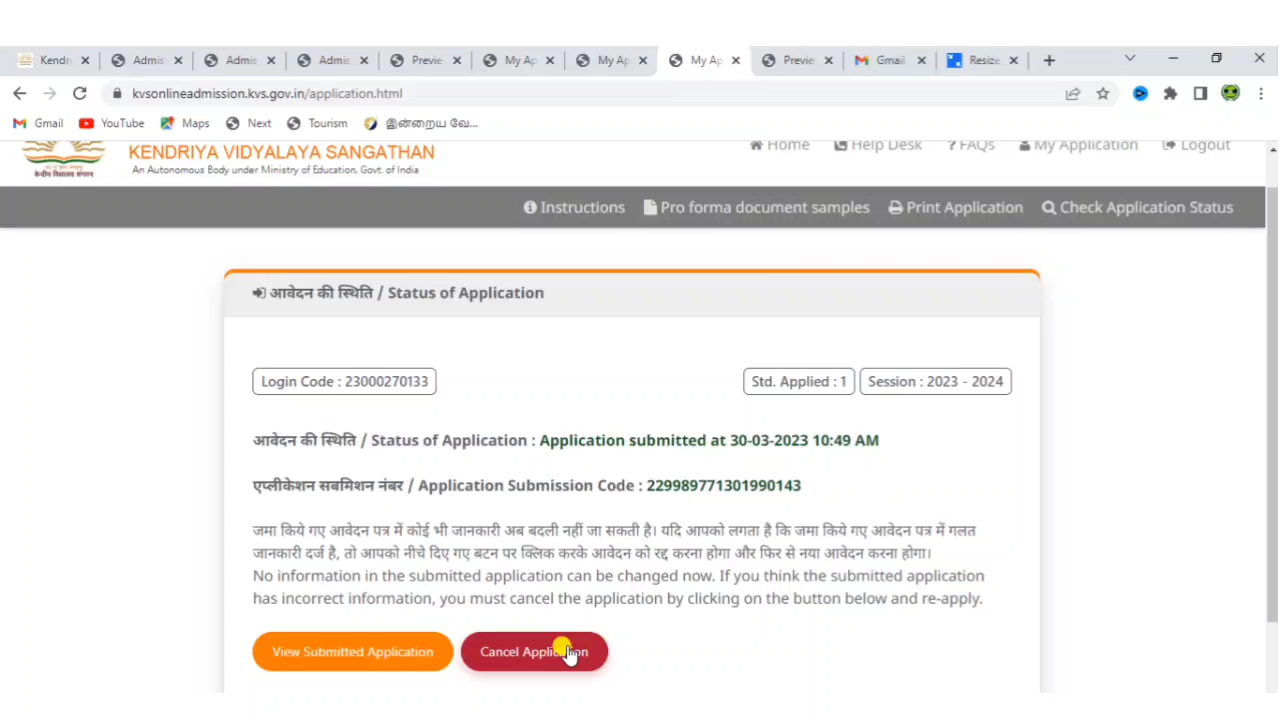 Kendr
Admis
Admis
Admis
Previe
My Ap
My Ap
My Ap
Previe
Gmail
Resize
kvsonlineadmission.kvs.gov.in/application.html
Gmail YouTube Maps Next Tourism இன்றைய வே...
KENDRIYA VIDYALAYA SANGATHAN
An Autonomous Body under Ministry of Education, Govt. of India
केन्द्रीय विद्यालय संगठन
Home Help Desk ? FAQs My Application Logout
Instructions Pro forma document samples Print Application Check Application Status
आवेदन की स्थिति / Status of Application
Login Code : 23000270133 Std. Applied : 1 Session : 2023 - 2024
आवेदन की स्थिति / Status of Application : Application submitted at 30-03-2023 10:49 AM
एप्लीकेशन सबमिशन नंबर / Application Submission Code : 229989771301990143
जमा किये गए आवेदन पत्र में कोई भी जानकारी अब बदली नहीं जा सकती है। यदि आपको लगता है कि जमा किये गए आवेदन पत्र में गलत
जानकारी दर्ज है, तो आपको नीचे दिए गए बटन पर क्लिक करके आवेदन को रद्द करना होगा और फिर से नया आवेदन करना होगा।
No information in the submitted application can be changed now. If you think the submitted application
has incorrect information, you must cancel the application by clicking on the button below and re-apply.
View Submitted Application Cancel Application